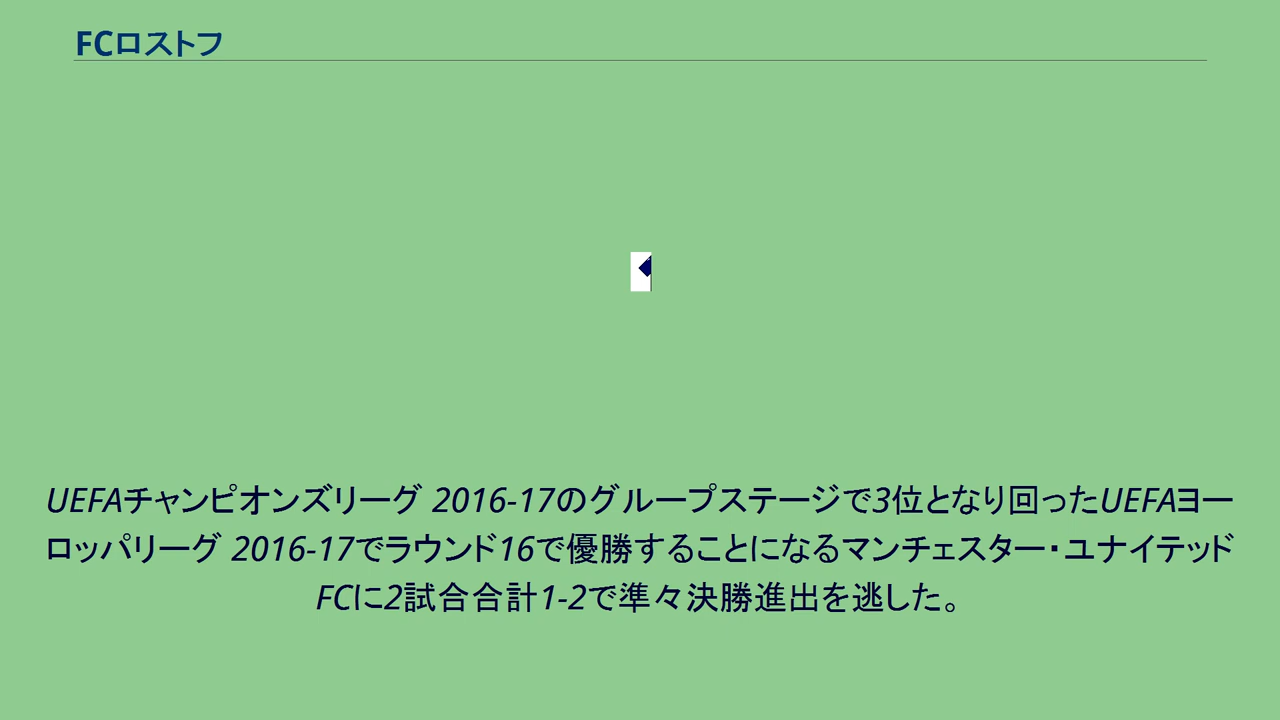 FCロストフ
UEFAチャンピオンズリーグ 2016-17のグループステージで3位となり回ったUEFAヨー
ロッパリーグ 2016-17でラウンド16で優勝することになるマンチェスター・ユナイテッド
FCに2試合合計1-2で準々決勝進出を逃した。